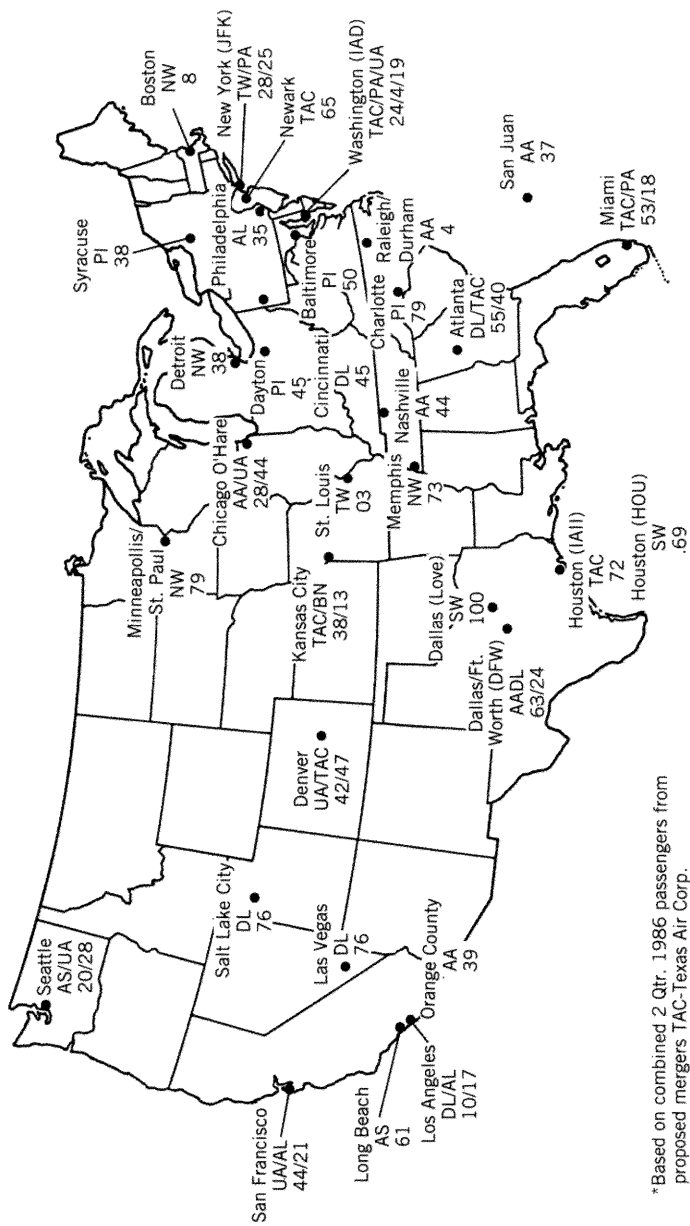 Seattle
AS/UA
20/28
San Francisco
UA/AL
44/21
Long Beach
AS
61
Los Angeles
DL/AL
10/17
Orange County
AA
39
Las Vegas
DL
76
Salt Lake City
DL
76
Denver
UA/TAC
42/47
Minneapolis/
St. Paul
NW
79
Kansas City
TAC/BN
38/13
Dallas (Love)
SW
100
Dallas/Ft.
Worth (DFW)
AADL
63/24
Houston (IAH)
TAC
72
Houston (HOU)
SW
.69
Chicago O'Hare
AA/UA
28/44
St. Louis
TW
03
Memphis
NW
73
Nashville
AA
44
Detroit
NW
38
Dayton
PI
45
Cincinnati
DL
45
Atlanta
DL/TAC
55/40
Charlotte
PI
79
Raleigh/
Durham
AA
4
Baltimore
PI
50
Philadelphia
AL
35
Syracuse
PI
38
Boston
NW
8
New York (JFK)
TW/PA
28/25
Newark
TAC
65
Washington (IAD)
TAC/PA/UA
24/4/19
San Juan
AA
37
Miami
TAC/PA
53/18
*Based on combined 2 Qtr. 1986 passengers from
proposed mergers TAC-Texas Air Corp.